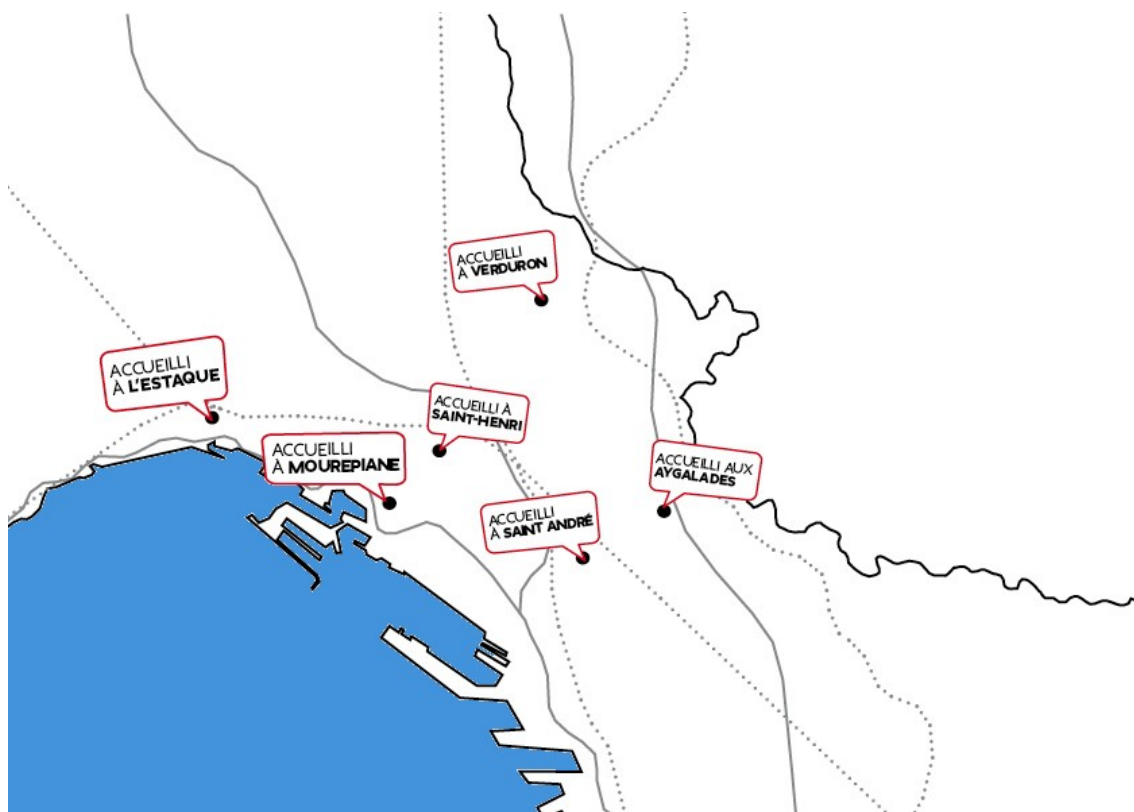 ACCUEILLI
À VERDURON
ACCUEILLI
À L'ESTAQUE
ACCUEILLI À
SAINT-HENRI
ACCUEILLI
À MOUREPIANE
ACCUEILLI AUX
AYGALADES
ACCUEILLI
À SAINT ANDRÉ